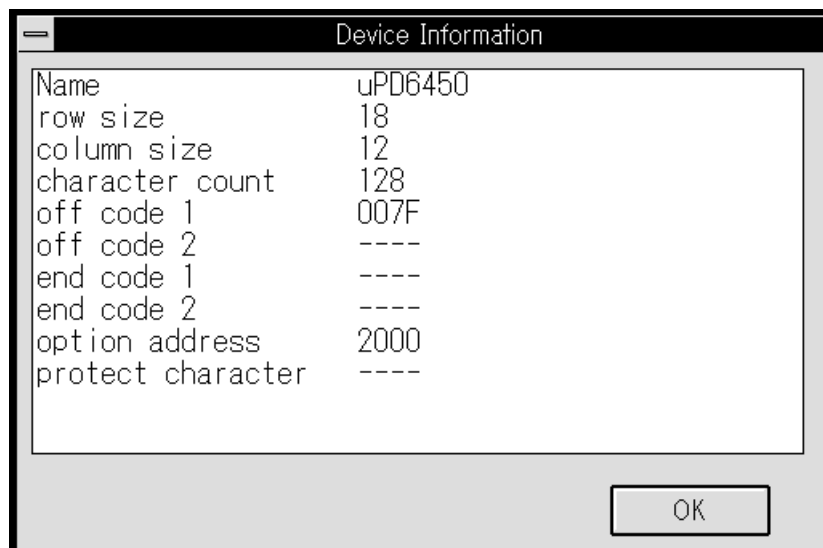 Device Information
Name uPD6450
row size 18
column size 12
character count 128
off code 1 007F
off code 2 ----
end code 1 ----
end code 2 ----
option address 2000
protect character ----
OK